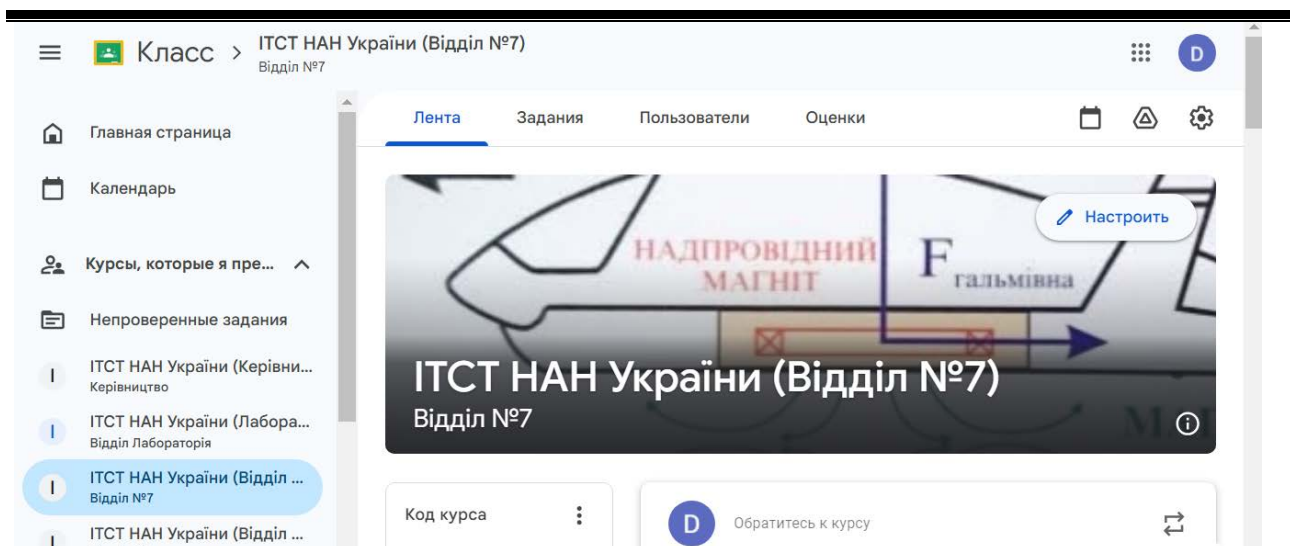 Класс > ІТСТ НАН України (Відділ №7)
Відділ №7
D
Главная страница
Календарь
Курсы, которые я пре...
Непроверенные задания
І
ІТСТ НАН України (Керівни...
Керівництво
І
ІТСТ НАН України (Лабора...
Відділ Лабораторія
І
ІТСТ НАН України (Відділ ...
Відділ №7
І
ІТСТ НАН України (Відділ ...
Лента Задания Пользователи Оценки
Настроить
НАДПРОВІДНИЙ
МАГНІТ
F гальмівна
ІТСТ НАН України (Відділ №7)
Відділ №7
Код курса
D
Обратитесь к курсу